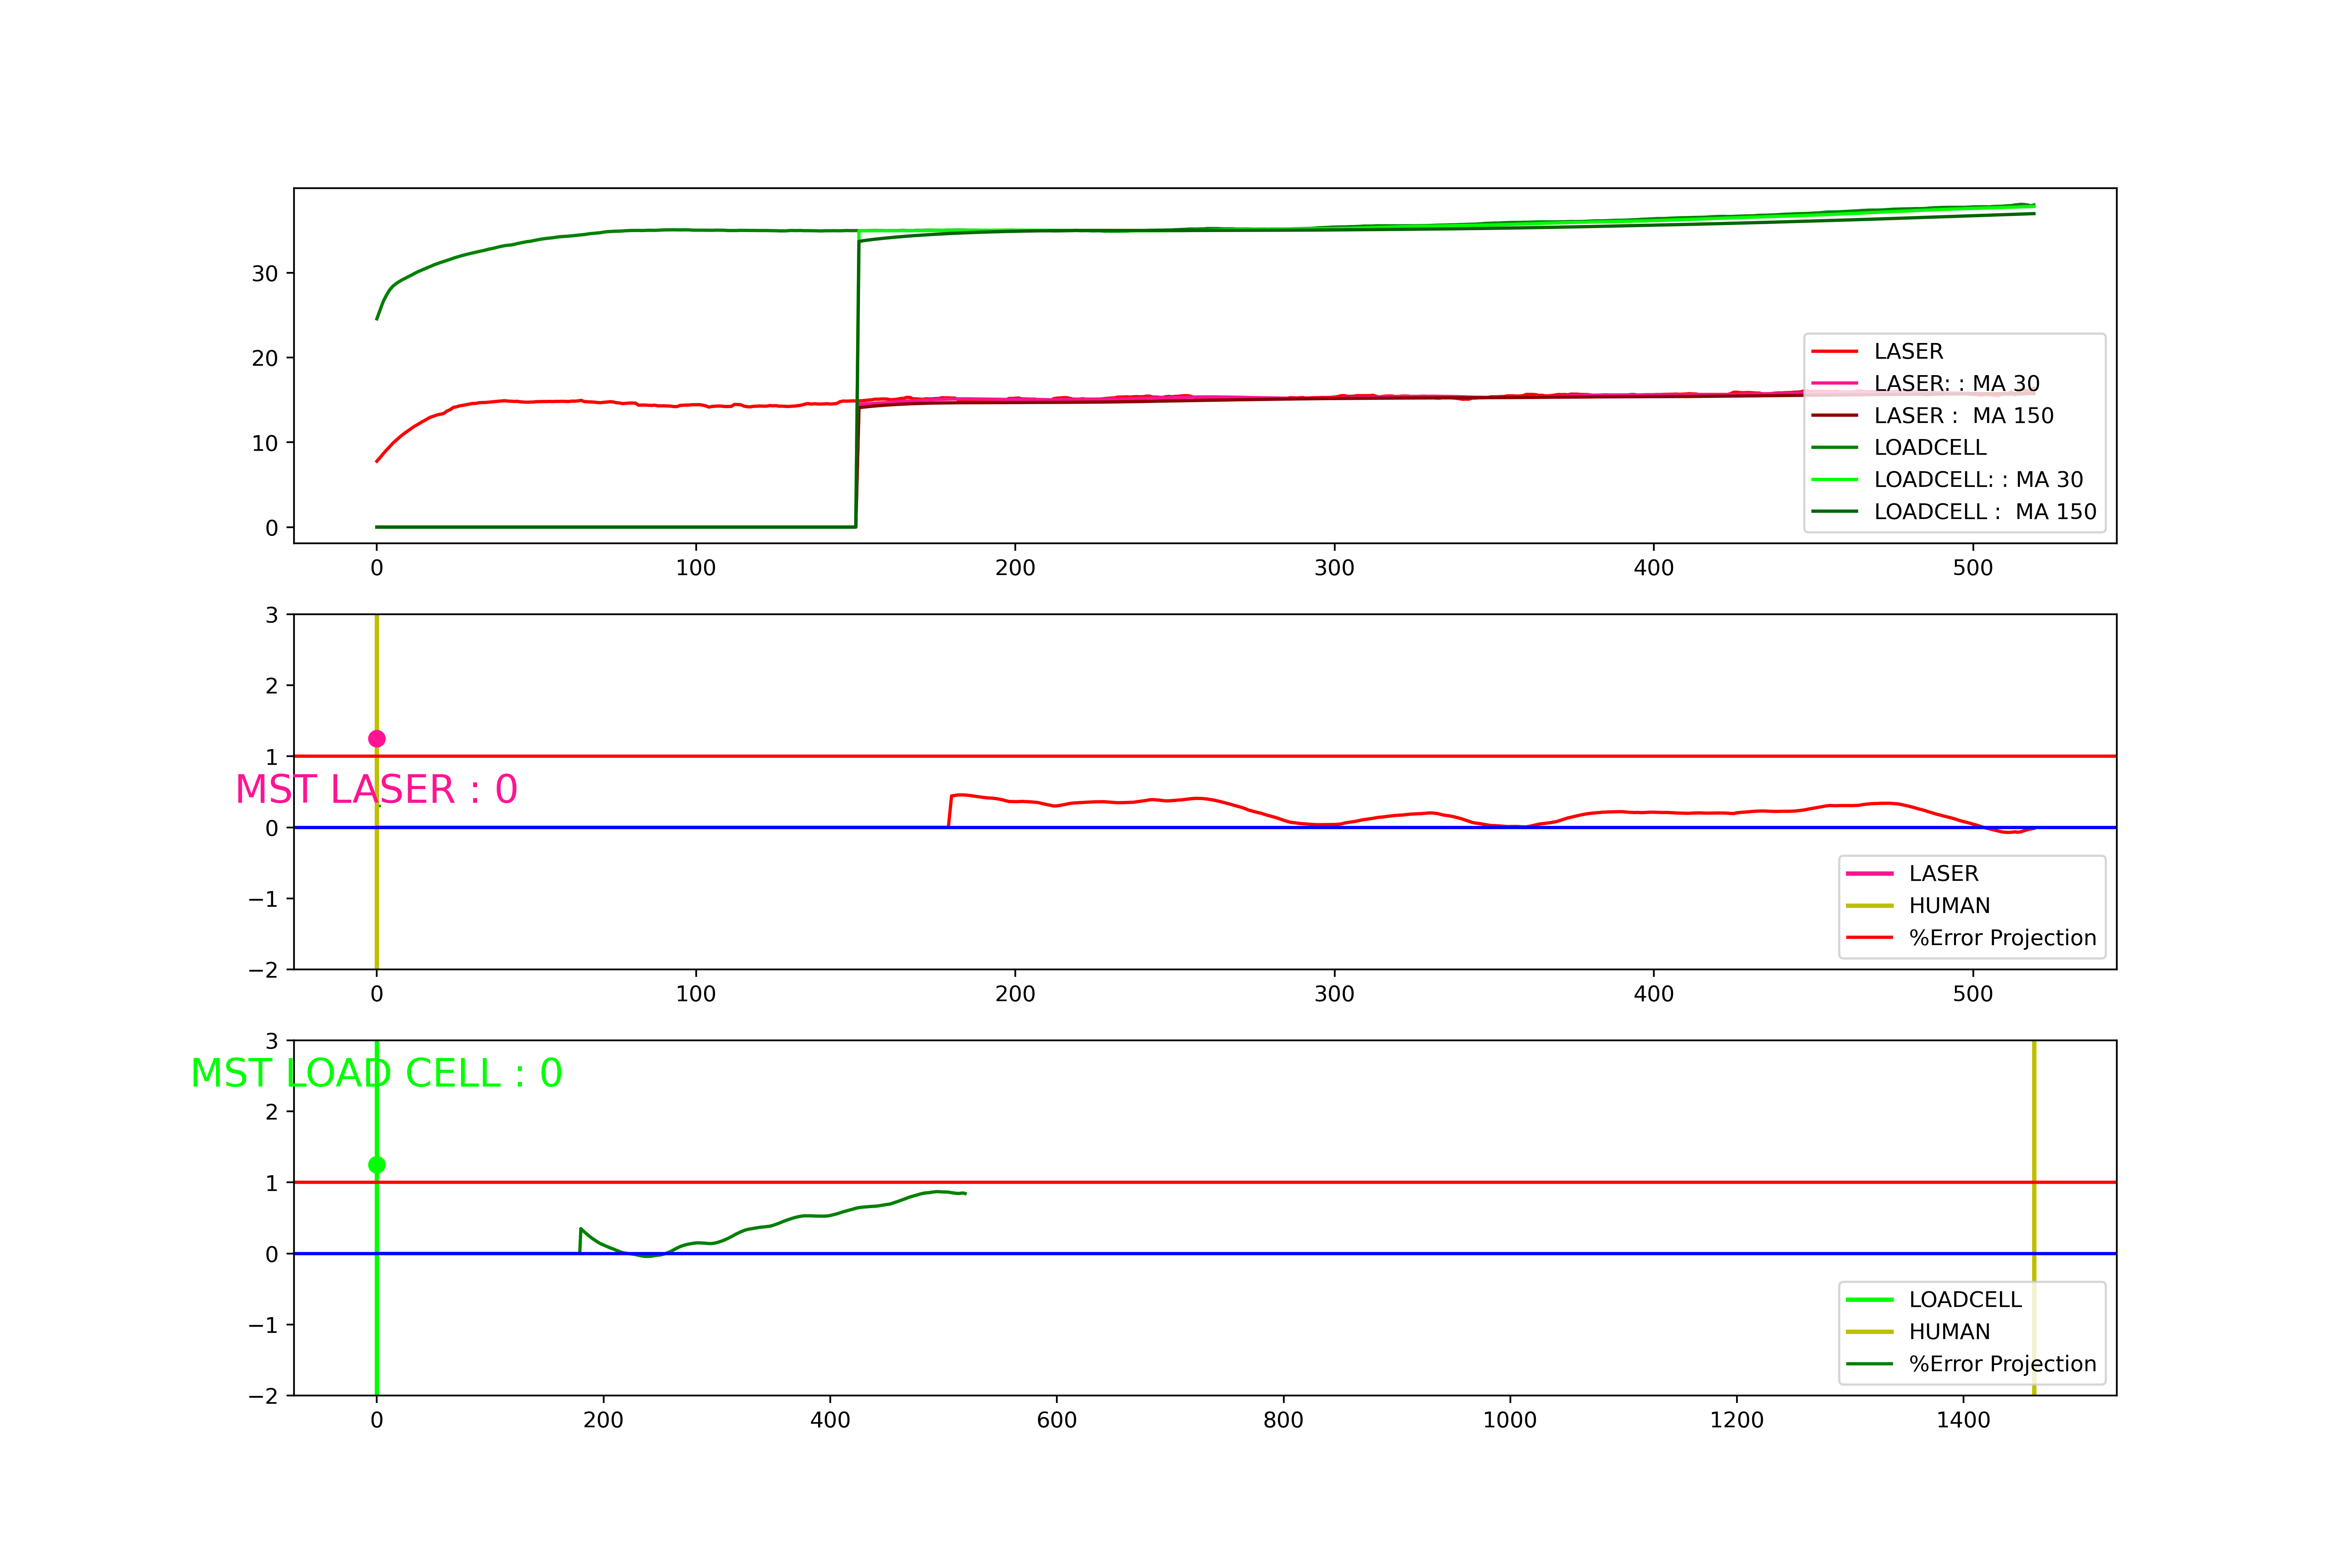 30
20
10
0
LASER
LASER: : MA 30
LASER :  MA 150
LOADCELL
LOADCELL: : MA 30
LOADCELL :  MA 150
0 100 200 300 400 500
3
2
1
0
−1
−2
MST LASER : 0
LASER
HUMAN
%Error Projection
0 100 200 300 400 500
3
2
1
0
−1
−2
MST LOAD CELL : 0
LOADCELL
HUMAN
%Error Projection
0 200 400 600 800 1000 1200 1400